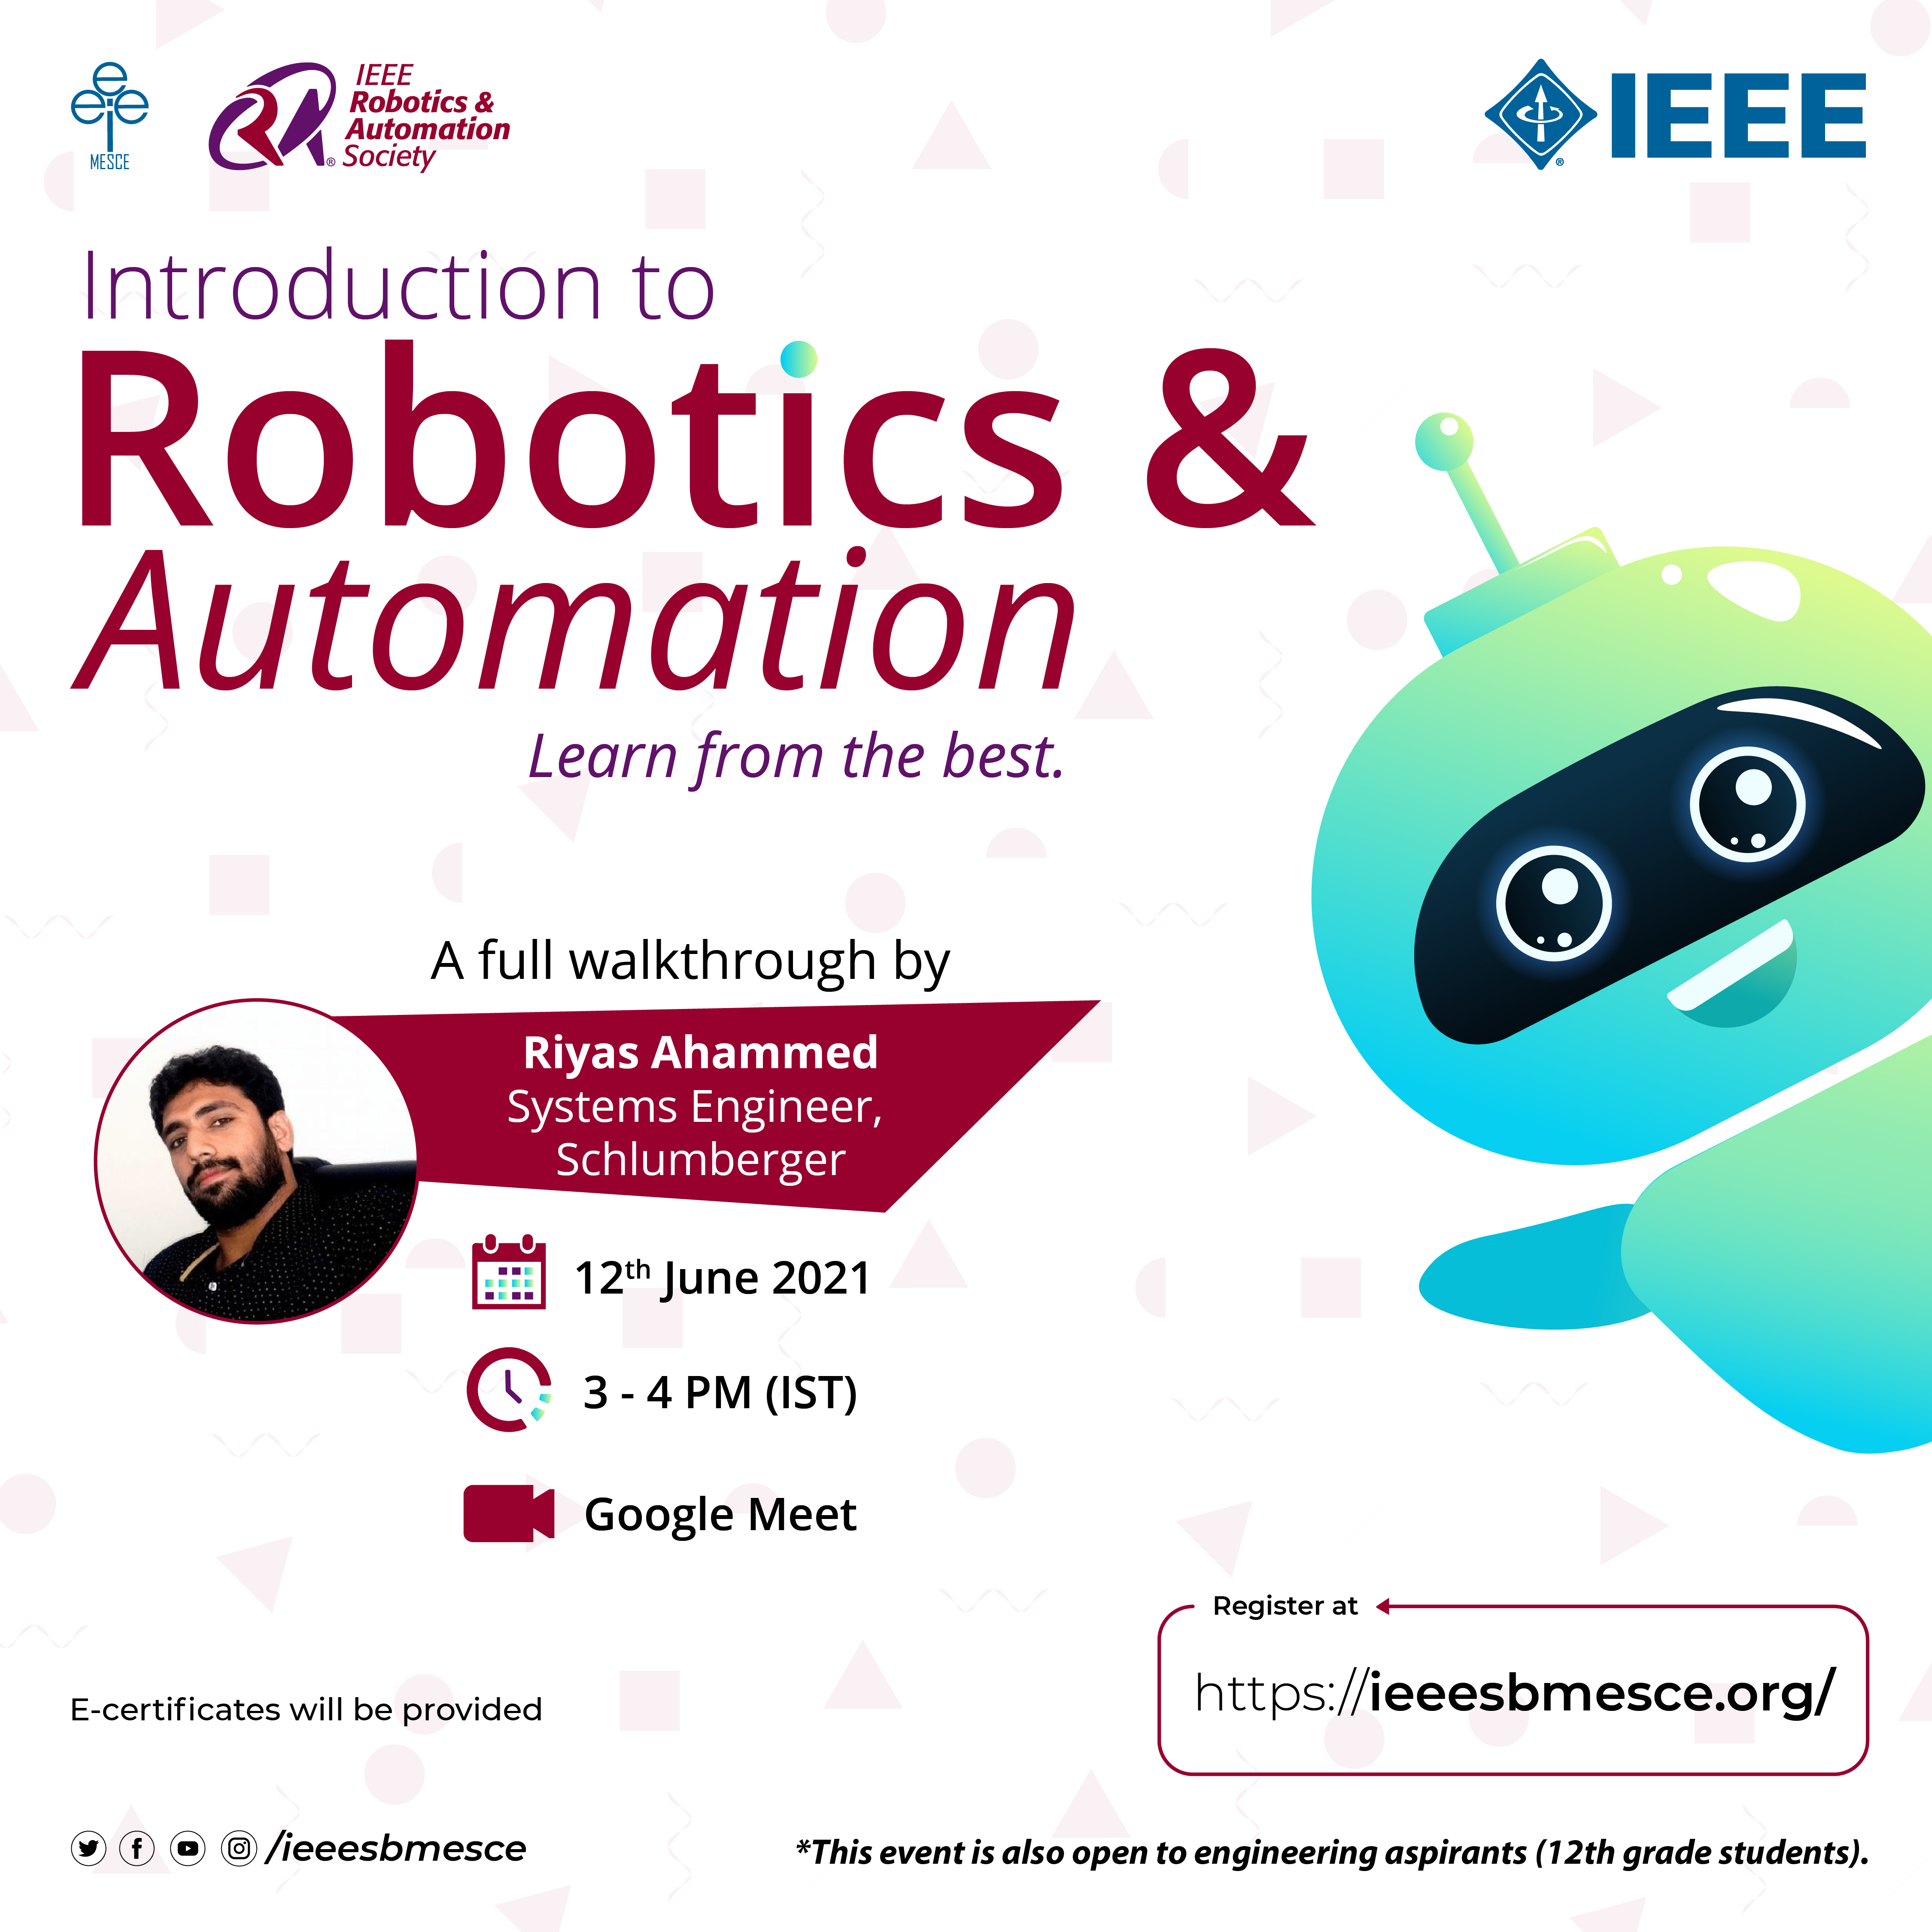 eeie
MESCE
IEEE
Robotics &
Automation
Society
IEEE
Introduction to
Robotics &
Automation
Learn from the best.
A full walkthrough by
Riyas Ahammed
Systems Engineer,
Schlumberger
12th June 2021
3 - 4 PM (IST)
Google Meet
Register at
https://ieeesbmesce.org/
E-certificates will be provided
/ieeesbmesce
*This event is also open to engineering aspirants (12th grade students).